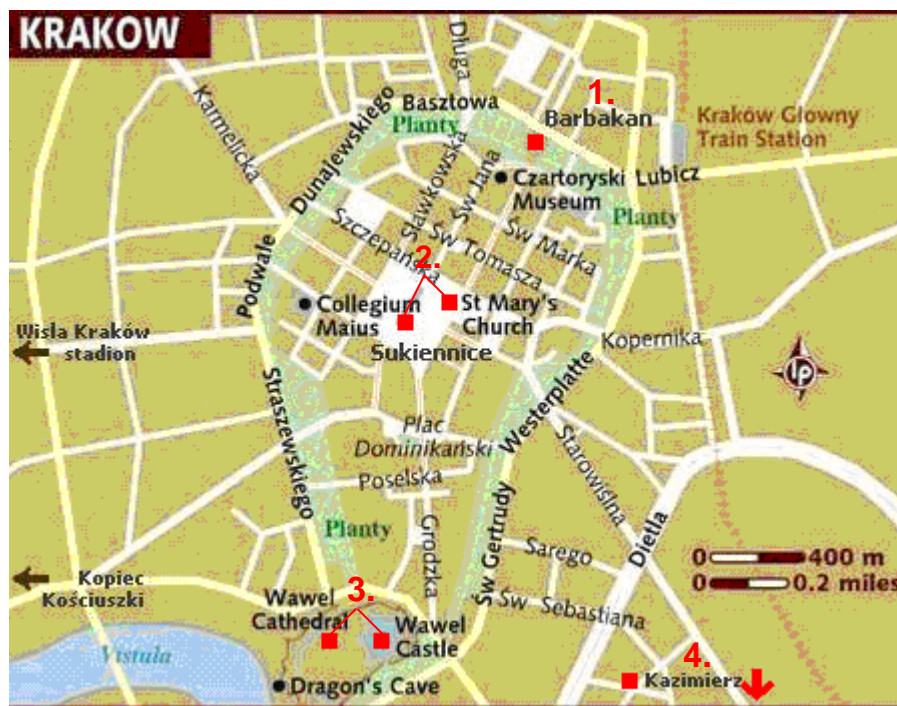 KRAKOW
Długa
1.
Basztowa
Planty
Barbakan
Kraków Glowny
Train Station
Karmelicka
Dunajewskiego
Sławkowska
Św Jana
Czartoryski
Museum
Lubicz
Planty
Szczepańska
Św Tomasza
Św Marka
2.
Podwale
Collegium
Maius
St Mary's
Church
Sukiennice
Wisla Kraków
stadion
Kopernika
lp
Straszewskiego
Westerplatte
Plac
Dominikański
Starowiślna
Poselska
Planty
Grodzka
Św Gertrudy
Sarego
Dietla
0 400 m
0 0.2 miles
Kopiec
Kościuszki
3.
Wawel
Cathedral
Św Sebastiana
Wawel
Castle
4.
Vistula
Kazimierz
Dragon's Cave